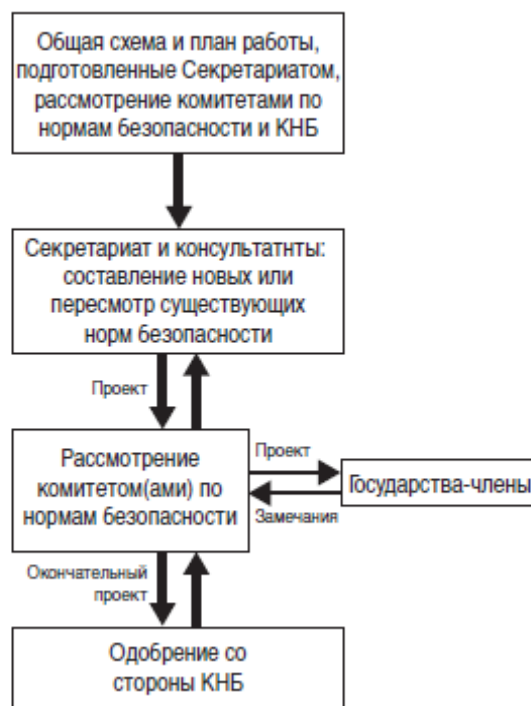 Общая схема и план работы,
подготовленные Секретариатом,
рассмотрение комитетами по
нормам безопасности и КНБ
Секретариат и консультатнты:
составление новых или
пересмотр существующих
норм безопасности
Проект
Рассмотрение
комитетом(ами) по
нормам безопасности
Проект
Государства-члены
Замечания
Окончательный
проект
Одобрение со
стороны КНБ